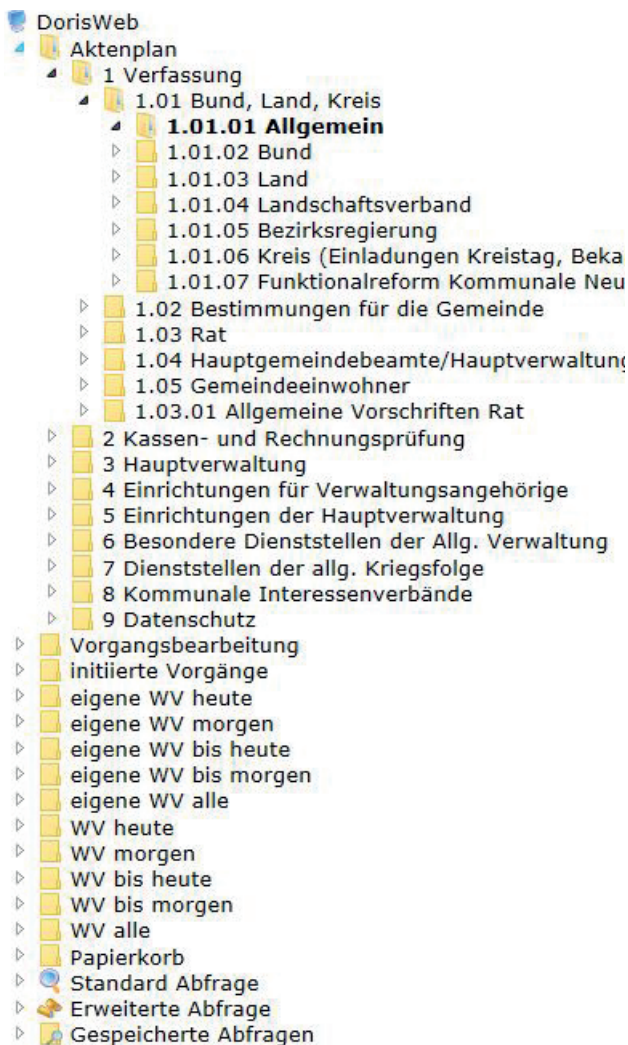 DorisWeb
Aktenplan
1 Verfassung
1.01 Bund, Land, Kreis
1.01.01 Allgemein
1.01.02 Bund
1.01.03 Land
1.01.04 Landschaftsverband
1.01.05 Bezirksregierung
1.01.06 Kreis (Einladungen Kreistag, Beka
1.01.07 Funktionalreform Kommunale Neu
1.02 Bestimmungen für die Gemeinde
1.03 Rat
1.04 Hauptgemeindebeamte/Hauptverwaltung
1.05 Gemeindeeinwohner
1.03.01 Allgemeine Vorschriften Rat
2 Kassen- und Rechnungsprüfung
3 Hauptverwaltung
4 Einrichtungen für Verwaltungsangehörige
5 Einrichtungen der Hauptverwaltung
6 Besondere Dienststellen der Allg. Verwaltung
7 Dienststellen der allg. Kriegsfolge
8 Kommunale Interessenverbände
9 Datenschutz
Vorgangsbearbeitung
initiierte Vorgänge
eigene WV heute
eigene WV morgen
eigene WV bis heute
eigene WV bis morgen
eigene WV alle
WV heute
WV morgen
WV bis heute
WV bis morgen
WV alle
Papierkorb
Standard Abfrage
Erweiterte Abfrage
Gespeicherte Abfragen